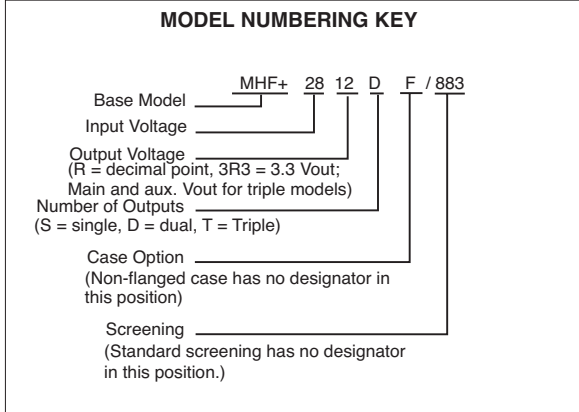 MODEL NUMBERING KEY
MHF+ 28 12 D F / 883
Base Model
Input Voltage
Output Voltage
(R = decimal point, 3R3 = 3.3 Vout;
Main and aux. Vout for triple models)
Number of Outputs
(S = single, D = dual, T = Triple)
Case Option
(Non-flanged case has no designator in
this position)
Screening
(Standard screening has no designator
in this position.)